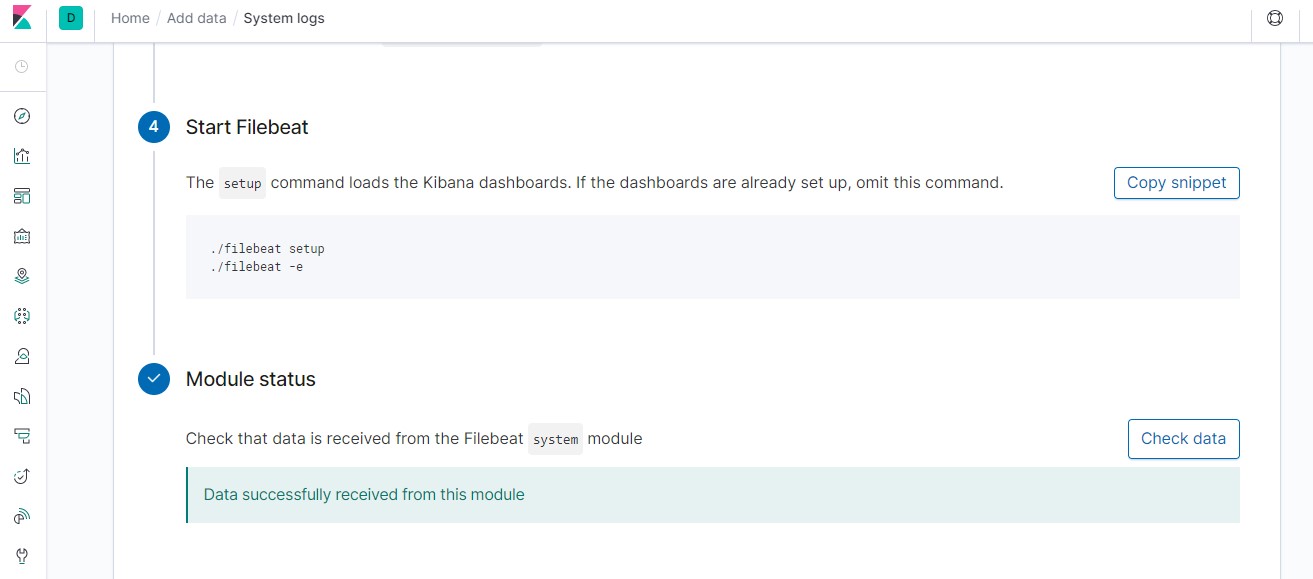 D Home / Add data / System logs
4 Start Filebeat
The setup command loads the Kibana dashboards. If the dashboards are already set up, omit this command. Copy snippet
./filebeat setup
./filebeat -e
Module status
Check that data is received from the Filebeat system module Check data
Data successfully received from this module